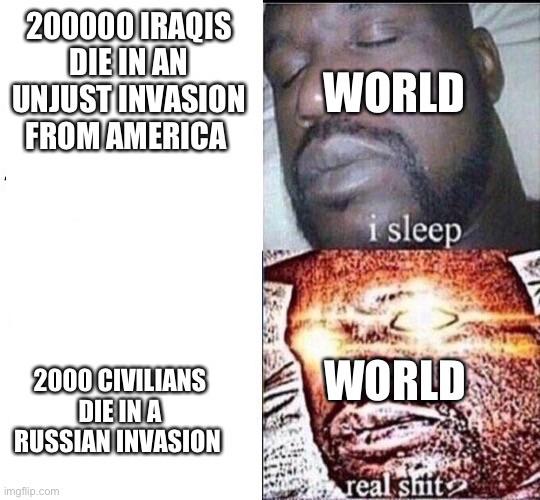 200000 IRAQIS
DIE IN AN
UNJUST INVASION
FROM AMERICA
WORLD
i sleep
2000 CIVILIANS
DIE IN A
RUSSIAN INVASION
WORLD
real shit?
imgflip.com